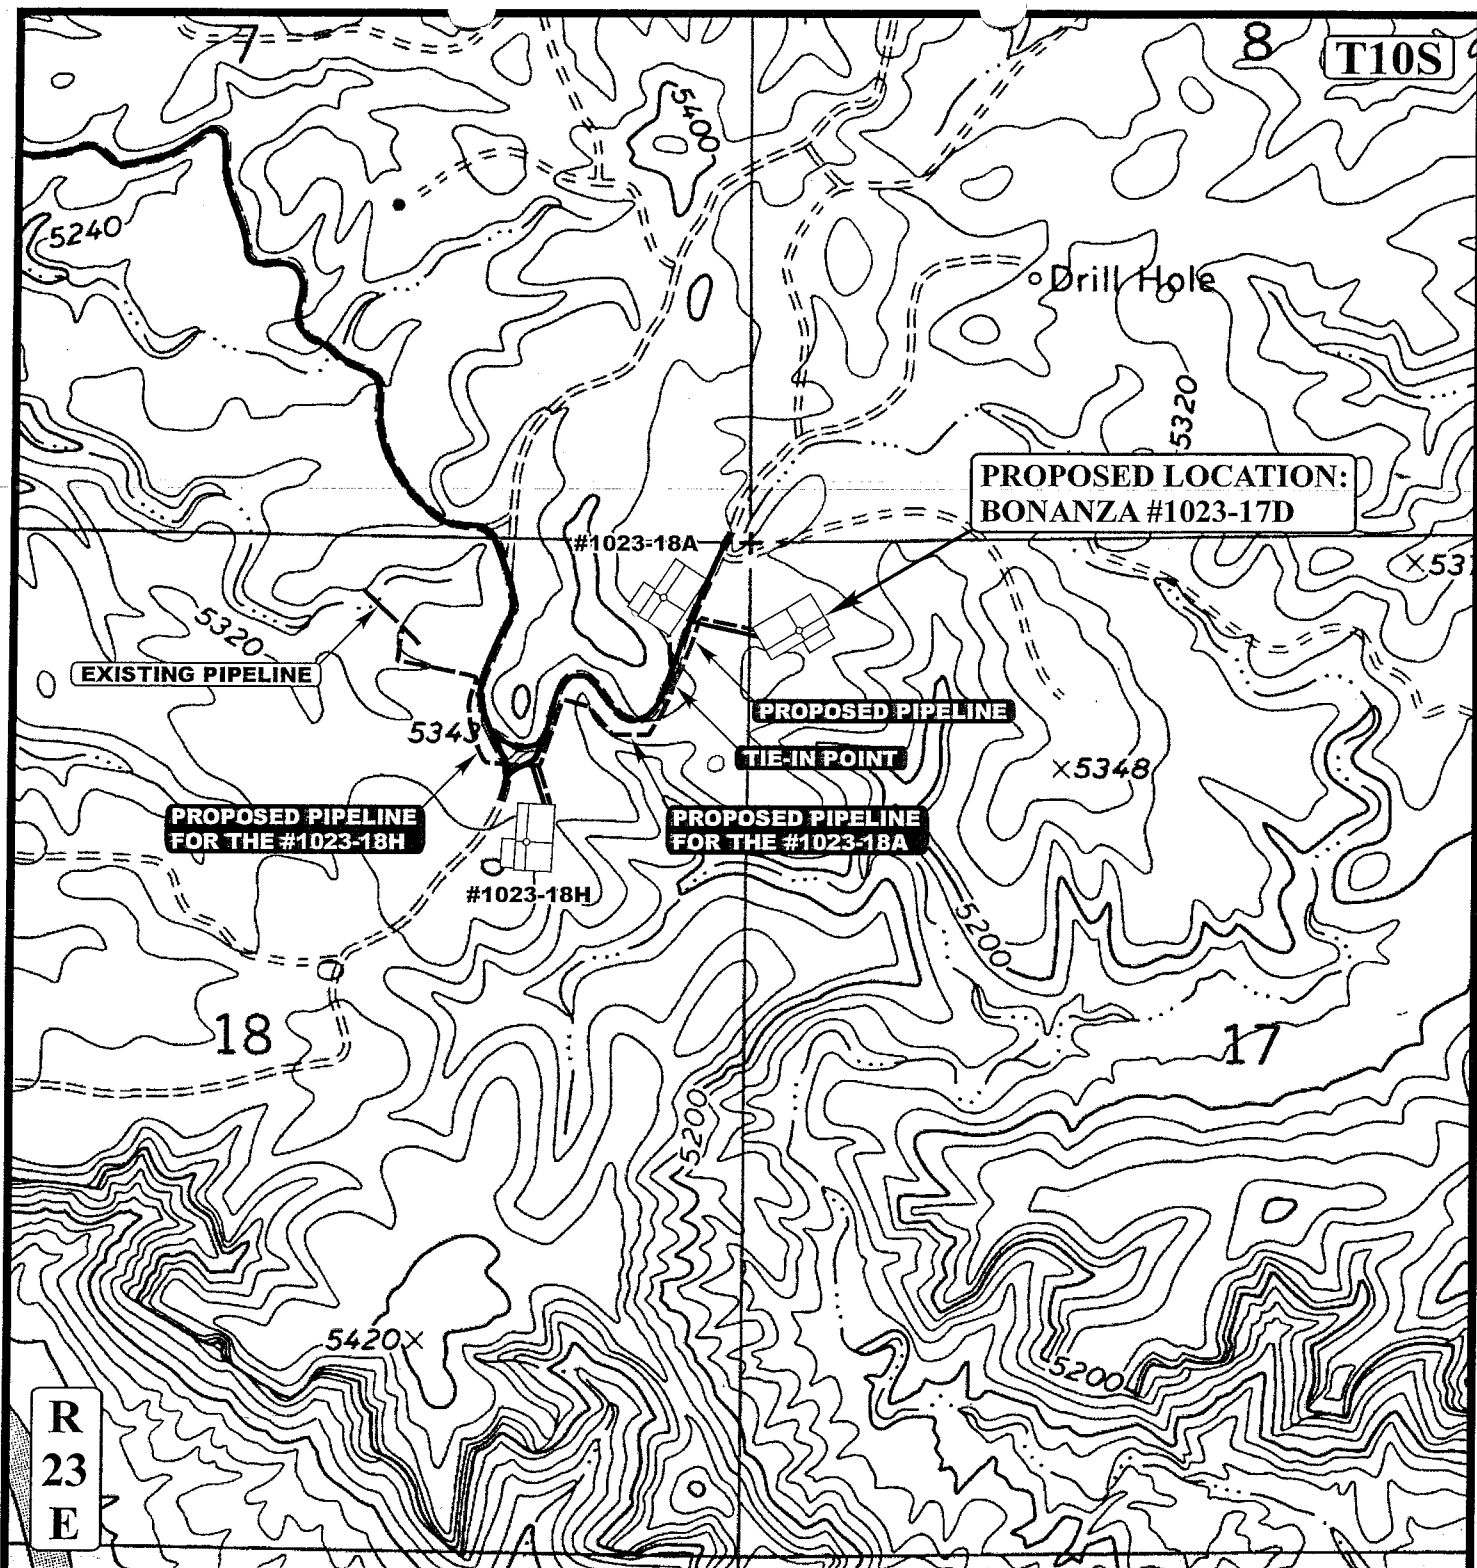 7
8
T10S
5400
5240
Drill Hole
5320
PROPOSED LOCATION:
BONANZA #1023-17D
#1023-18A
5320
EXISTING PIPELINE
5343
PROPOSED PIPELINE
TIE-IN POINT
×5348
PROPOSED PIPELINE
FOR THE #1023-18H
PROPOSED PIPELINE
FOR THE #1023-18A
#1023-18H
5200
18
17
5200
5420×
5200
R
23
E